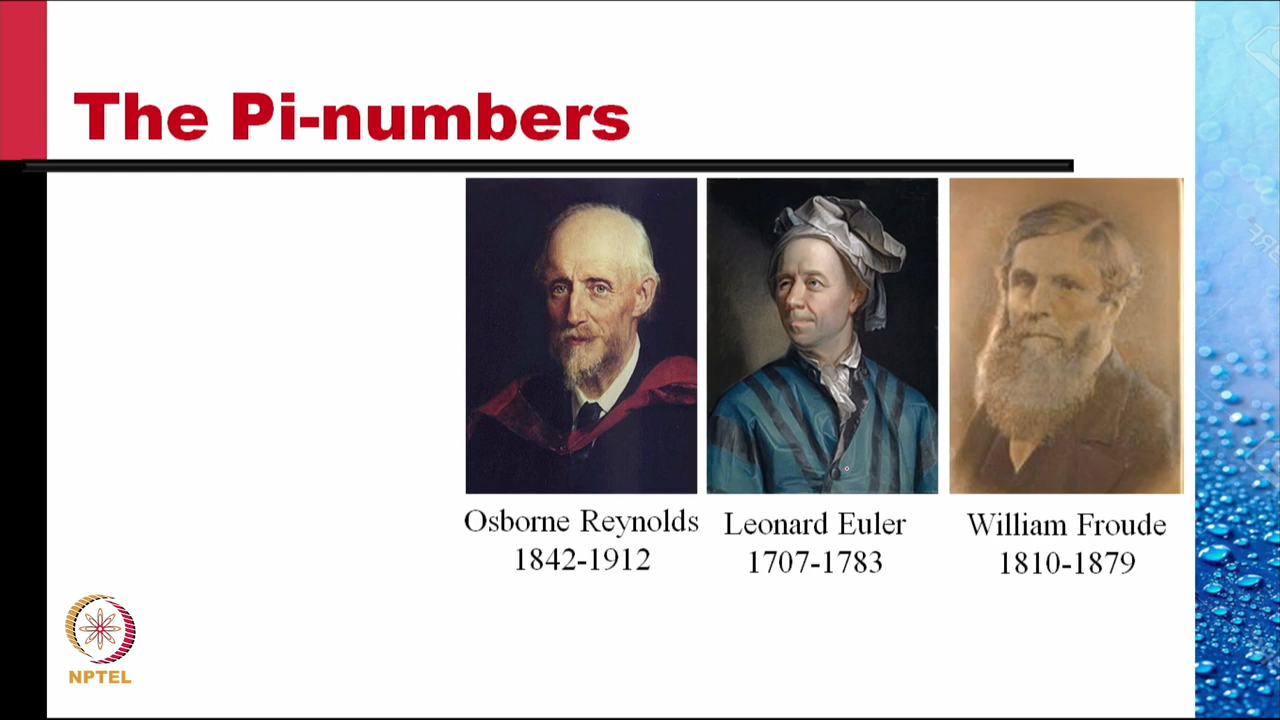 The Pi-numbers
Osborne Reynolds
1842-1912
Leonard Euler
1707-1783
William Froude
1810-1879
NPTEL